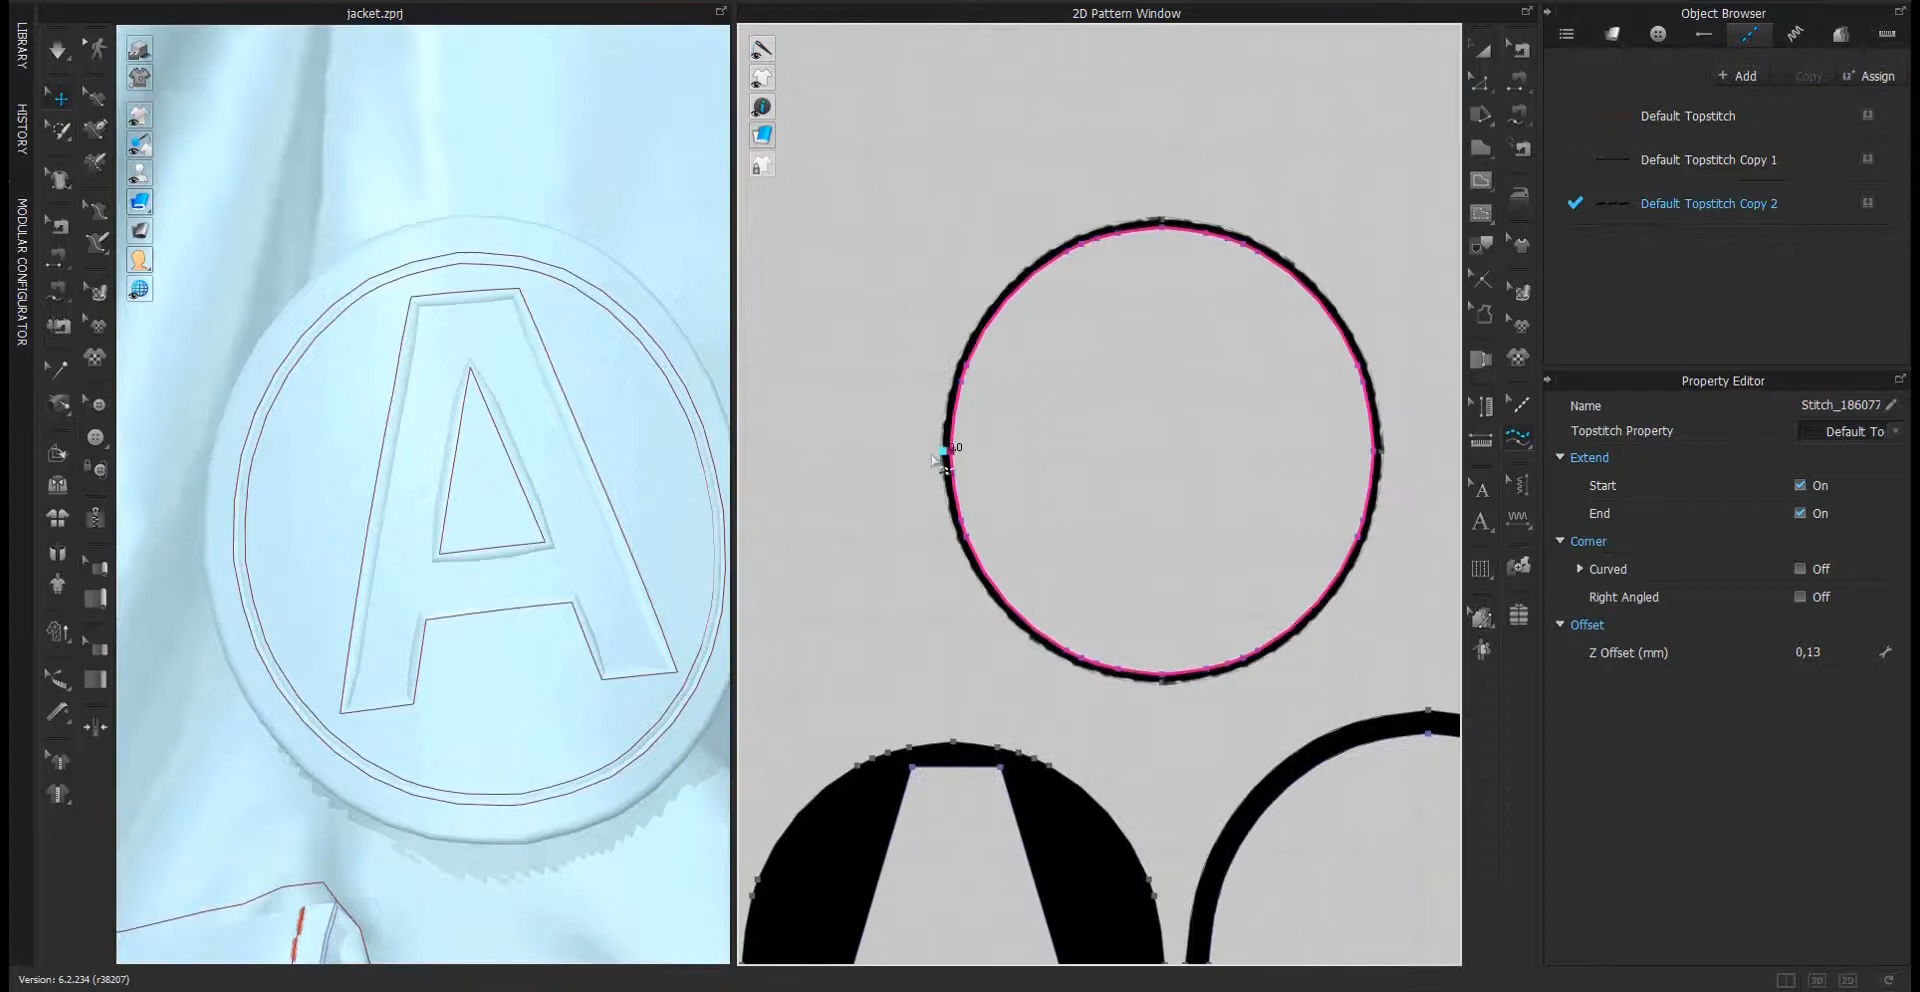 jacket.zprj
2D Pattern Window
Object Browser
LIBRARY
HISTORY
MODULAR CONFIGURATOR
+ Add
Copy
Assign
Default Topstitch
Default Topstitch Copy 1
Default Topstitch Copy 2
A
Property Editor
Name
Stitch_186077
Topstitch Property
Default To
Extend
Start
On
End
On
Corner
Curved
Off
Right Angled
Off
Offset
Z Offset (mm)
0,13
A
A
Version: 6.2.234 (r38207)
3D
2D